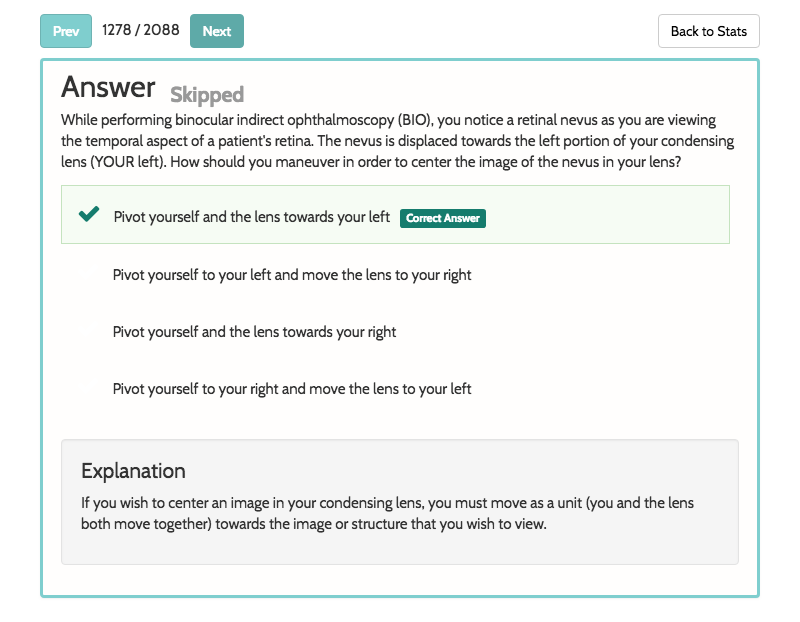 Prev 1278 / 2088 Next Back to Stats
Answer Skipped
While performing binocular indirect ophthalmoscopy (BIO), you notice a retinal nevus as you are viewing
the temporal aspect of a patient's retina. The nevus is displaced towards the left portion of your condensing
lens (YOUR left). How should you maneuver in order to center the image of the nevus in your lens?
Pivot yourself and the lens towards your left Correct Answer
Pivot yourself to your left and move the lens to your right
Pivot yourself and the lens towards your right
Pivot yourself to your right and move the lens to your left
Explanation
If you wish to center an image in your condensing lens, you must move as a unit (you and the lens
both move together) towards the image or structure that you wish to view.